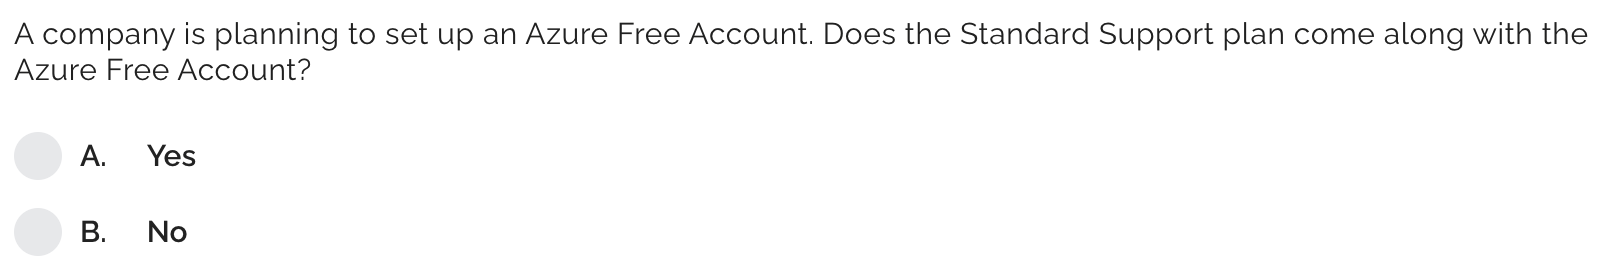 A company is planning to set up an Azure Free Account. Does the Standard Support plan come along with the
Azure Free Account?
A. Yes
B. No